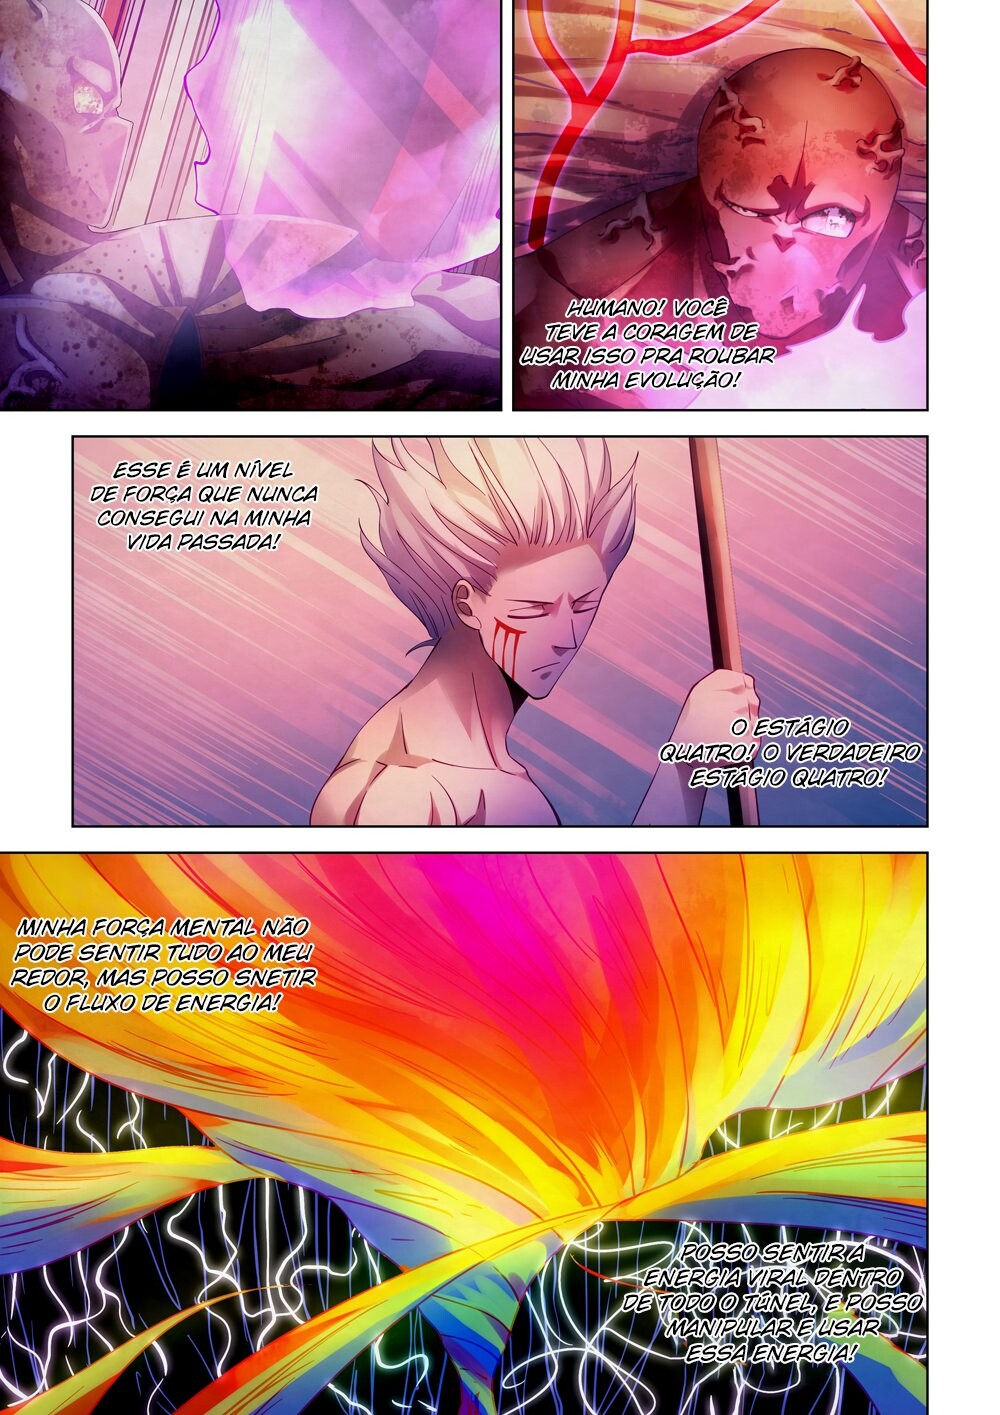 HUMANO! VOCÊ
TEVE A CORAGEM DE
USAR ISSO PRA ROUBAR
MINHA EVOLUÇÃO!
ESSE É UM NÍVEL
DE FORÇA QUE NUNCA
CONSEGUI NA MINHA
VIDA PASSADA!
O ESTÁGIO
QUATRO! O VERDADEIRO
ESTÁGIO QUATRO!
MINHA FORÇA MENTAL NÃO
PODE SENTIR TUDO AO MEU
REDOR, MAS POSSO SNETIR
O FLUXO DE ENERGIA!
POSSO SENTIR A
ENERGIA VIRAL DENTRO
DE TODO O TÚNEL, E POSSO
MANIPULAR E USAR
ESSA ENERGIA!